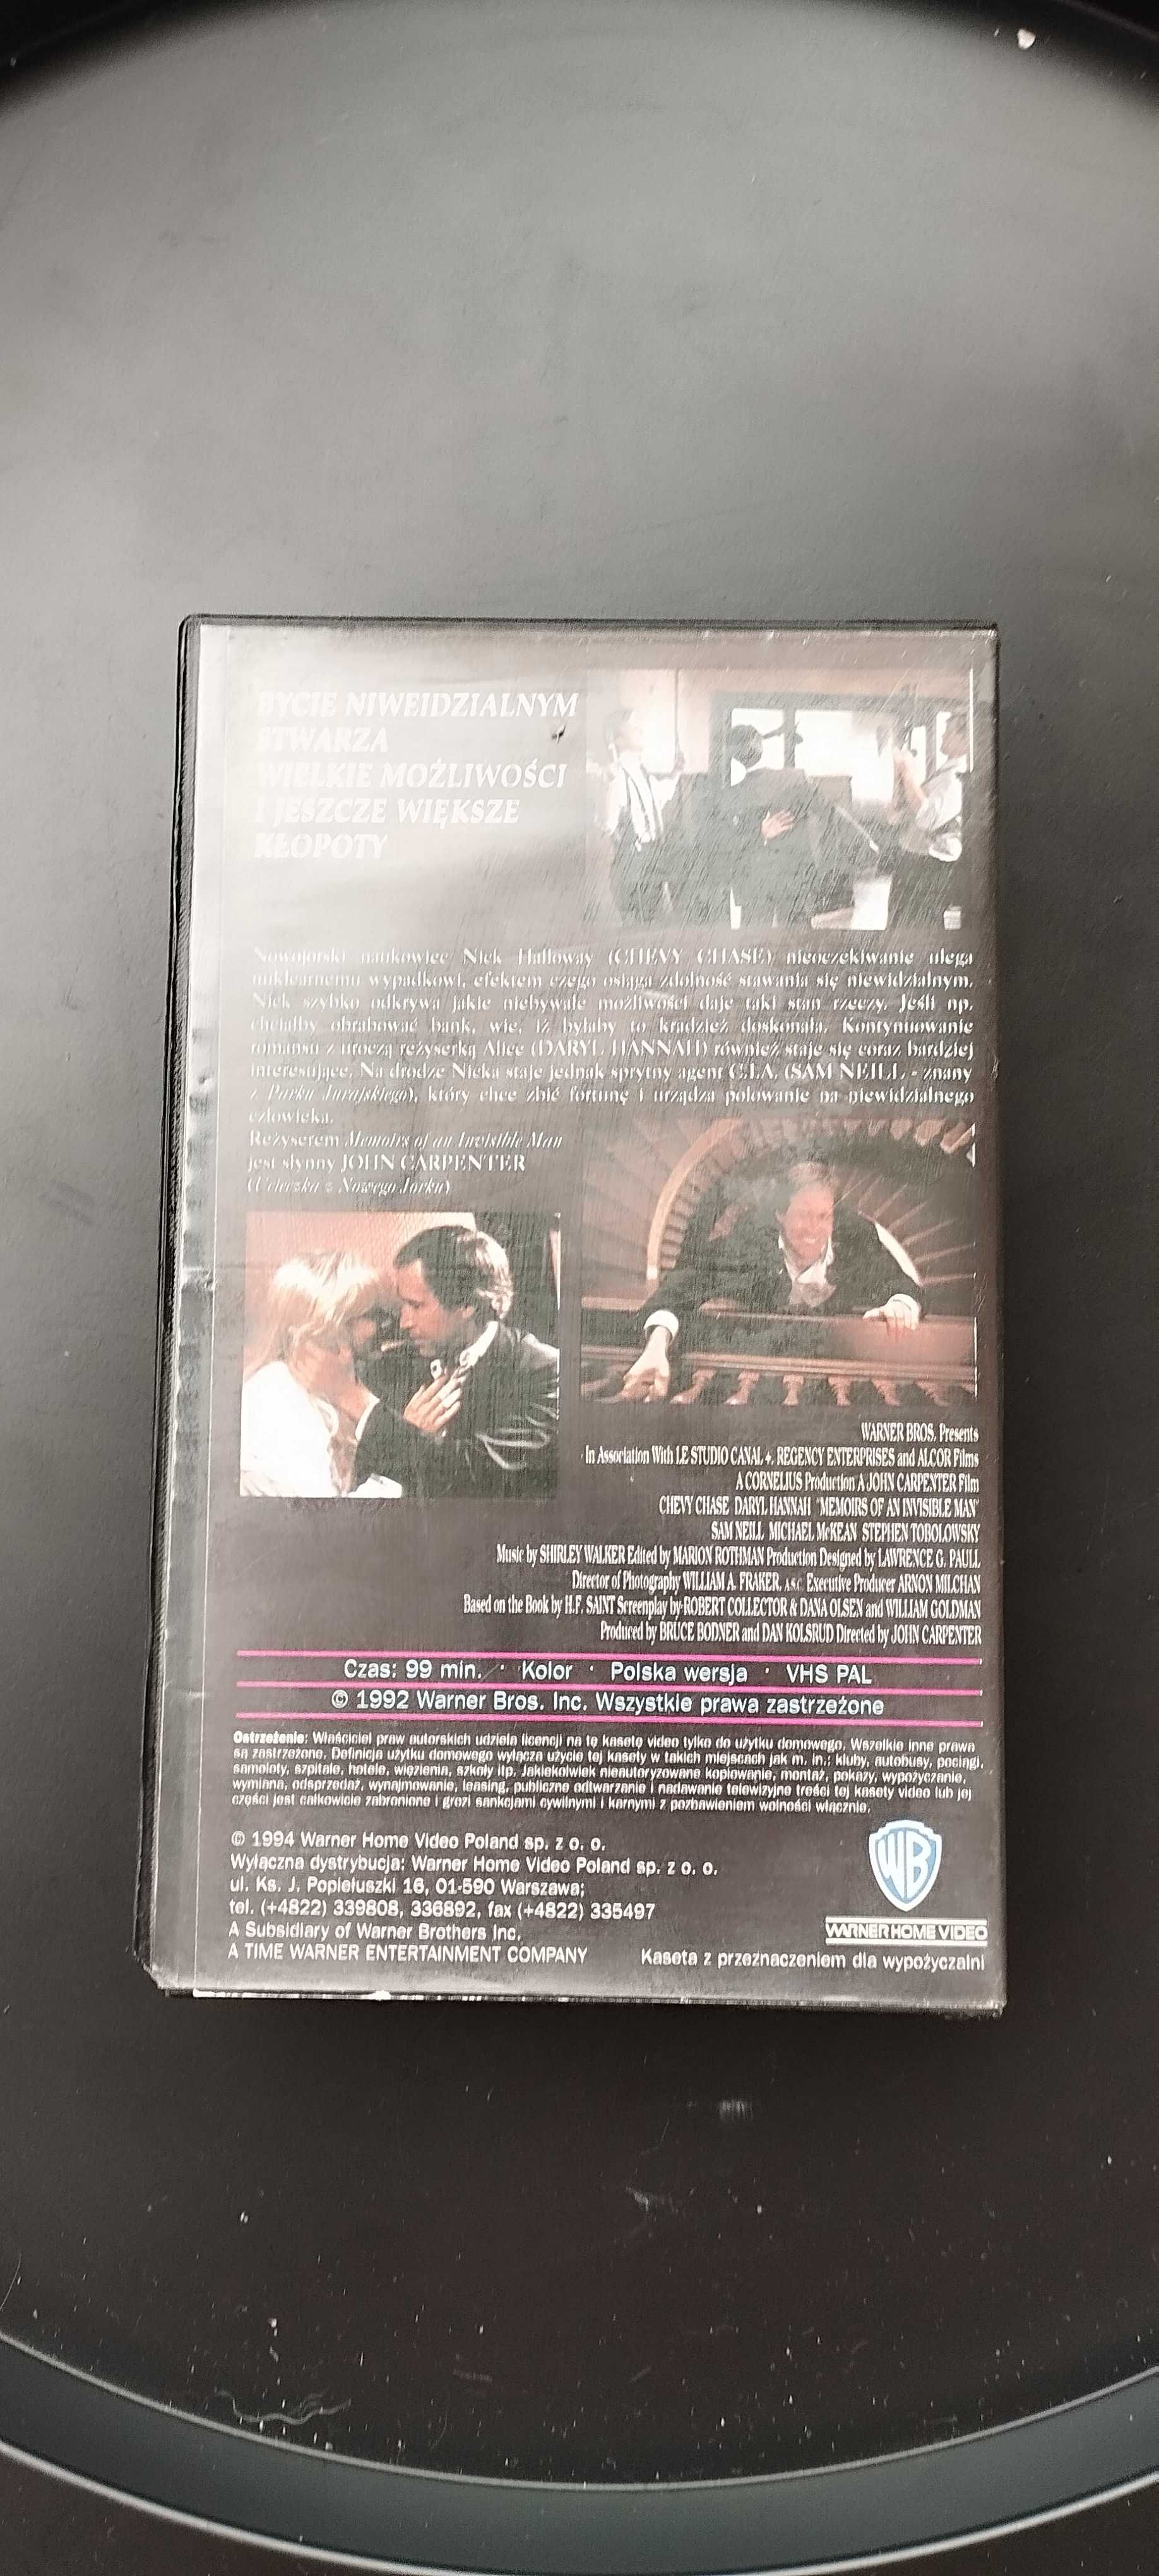 BYCIE NIWEIDZIALNYM
STWARZA
WIELKIE MOŻLIWOŚCI
I JESZCZE WIĘKSZE
KŁOPOTY
Nowojorski naukowiec Nick Halloway (CHEVY CHASE) nieoczekiwanie ulega
nuklearnemu wypadkowi, efektem czego osiąga zdolność stawania się niewidzialnym.
Nick szybko odkrywa jakie niebywałe możliwości daje taki stan rzeczy. Jeśli np.
chciałby obrabować bank, wie, iż byłaby to kradzież doskonała. Kontynuowanie
romansu z uroczą reżyserką Alice (DARYL HANNAH) również staje się coraz bardziej
interesujące. Na drodze Nicka staje jednak sprytny agent C.I.A. (SAM NEILL - znany
z Parku Jurajskiego), który chce zbić fortunę i urządza polowanie na niewidzialnego
człowieka.
Reżyserem Memoirs of an Invisible Man
jest słynny JOHN CARPENTER
(Ucieczka z Nowego Jorku)
WARNER BROS. Presents
In Association With LE STUDIO CANAL +, REGENCY ENTERPRISES and ALCOR Films
A CORNELIUS Production A JOHN CARPENTER Film
CHEVY CHASE DARYL HANNAH "MEMOIRS OF AN INVISIBLE MAN"
SAM NEILL MICHAEL McKEAN STEPHEN TOBOLOWSKY
Music by SHIRLEY WALKER Edited by MARION ROTHMAN Production Designed by LAWRENCE G. PAULL
Director of Photography WILLIAM A. FRAKER, A.S.C. Executive Producer ARNON MILCHAN
Based on the Book by H.F. SAINT Screenplay by ROBERT COLLECTOR & DANA OLSEN and WILLIAM GOLDMAN
Produced by BRUCE BODNER and DAN KOLSRUD Directed by JOHN CARPENTER
Czas: 99 min. · Kolor · Polska wersja · VHS PAL
© 1992 Warner Bros. Inc. Wszystkie prawa zastrzeżone
Ostrzeżenie: Właściciel praw autorskich udziela licencji na tę kasetę video tylko do użytku domowego. Wszelkie inne prawa
są zastrzeżone. Definicja użytku domowego wyłącza użycie tej kasety w takich miejscach jak m. in.: kluby, autobusy, pociągi,
samoloty, szpitale, hotele, więzienia, szkoły itp. Jakiekolwiek nieautoryzowane kopiowanie, montaż, pokazy, wypożyczanie,
wymiana, odsprzedaż, wynajmowanie, leasing, publiczne odtwarzanie i nadawanie telewizyjne treści tej kasety video lub jej
części jest całkowicie zabronione i grozi sankcjami cywilnymi i karnymi z pozbawieniem wolności włącznie.
© 1994 Warner Home Video Poland sp. z o. o.
Wyłączna dystrybucja: Warner Home Video Poland sp. z o. o.
ul. Ks. J. Popiełuszki 16, 01-590 Warszawa;
tel. (+4822) 339808, 336892, fax (+4822) 335497
A Subsidiary of Warner Brothers Inc.
A TIME WARNER ENTERTAINMENT COMPANY
WB
WARNER HOME VIDEO
Kaseta z przeznaczeniem dla wypożyczalni